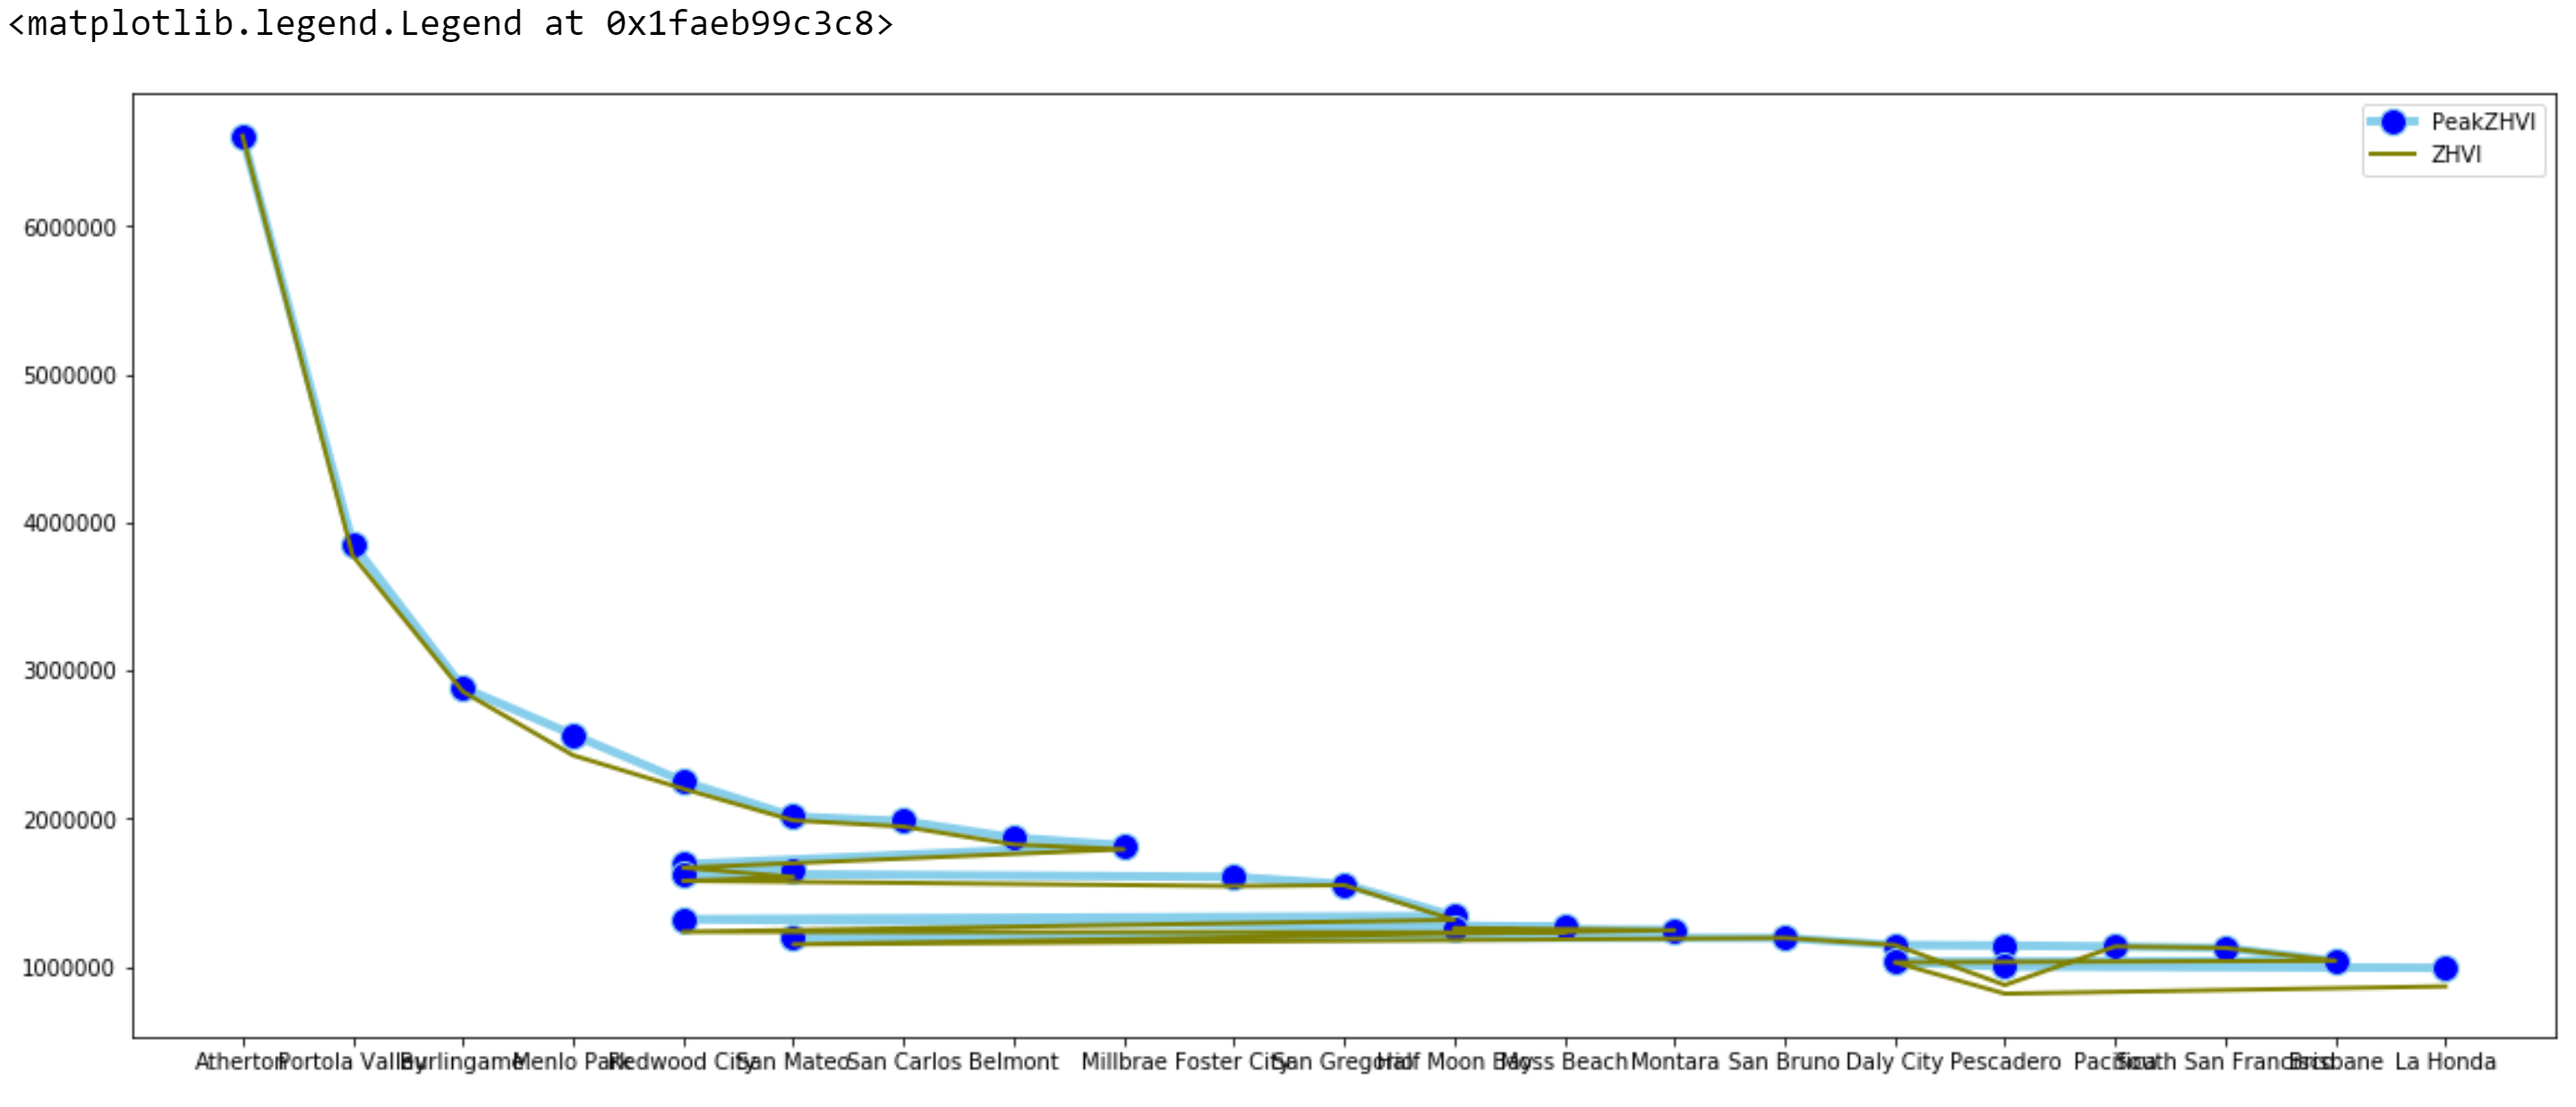 <matplotlib.legend.Legend at 0x1faeb99c3c8>
PeakZHVI
ZHVI
6000000
5000000
4000000
3000000
2000000
1000000
Atherton Portola Valley Burlingame Menlo Park Redwood City San Mateo San Carlos Belmont Millbrae Foster City San Gregorio Half Moon Bay Moss Beach Montara San Bruno Daly City Pescadero Pacifica South San Francisco Brisbane La Honda